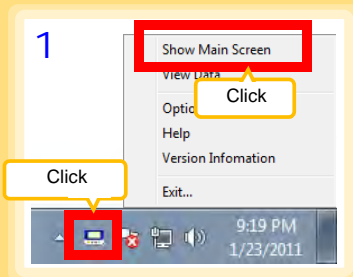 1
Show Main Screen
View Data
Click
Optio
Help
Version Infomation
Click
Exit...
9:19 PM
1/23/2011